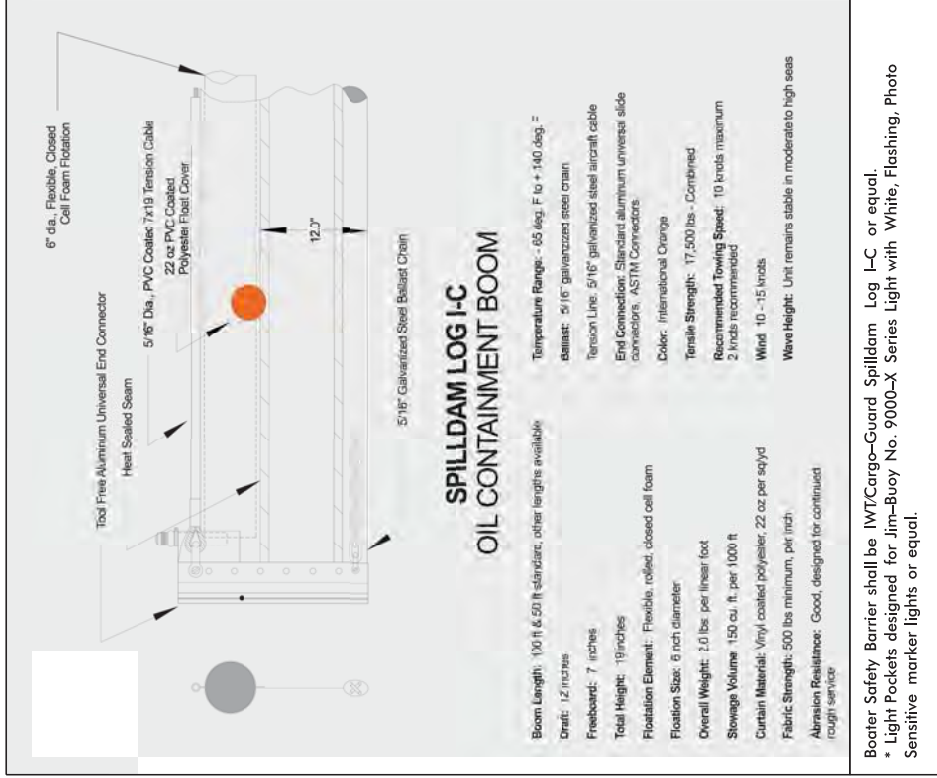 6" da., Flexible, Closed
Cell Foam Flotation
5/16" Dia., PVC Coated 7x19 Tension Cable
22 oz PVC Coated
Polyester Float Cover
Tool Free Aluminum Universal End Connector
Heat Sealed Seam
12.0"
5/16" Galvanized Steel Ballast Chain
SPILLDAM LOG I-C
OIL CONTAINMENT BOOM
Boom Length: 100 ft & 50 ft standard, other lengths available
Draft: 12 inches
Freeboard: 7 inches
Total Height: 19 inches
Floatation Element: Flexible, rolled, closed cell foam
Floation Size: 6 nch diameter
Overall Weight: 2.0 lbs. per linear foot
Stowage Volume 150 cu. ft. per 1000 ft
Curtain Material: Vinyl coated polyester, 22 oz per sq/yd
Fabric Strength: 500 lbs minimum, per inch
Abrasion Resistance: Good, designed for continued
rough service
Temperature Range: - 65 deg. F to + 140 deg. F
Ballast: 5/16" galvanized steel chain
Tension Line: 5/16" galvanized steel aircraft cable
End Connection: Standard aluminum universal slide
connectors, ASTM Connectors
Color: International Orange
Tensile Strength: 17,500 lbs - Combined
Recommended Towing Speed: 10 knots maximum
2 knots recommended
Wind 10 - 15 knots
Wave Height: Unit remains stable in moderate to high seas
Boater Safety Barrier shall be IWT/Cargo–Guard Spilldam Log I–C or equal.
* Light Pockets designed for Jim–Buoy No. 9000–X Series Light with White, Flashing, Photo
Sensitive marker lights or equal.